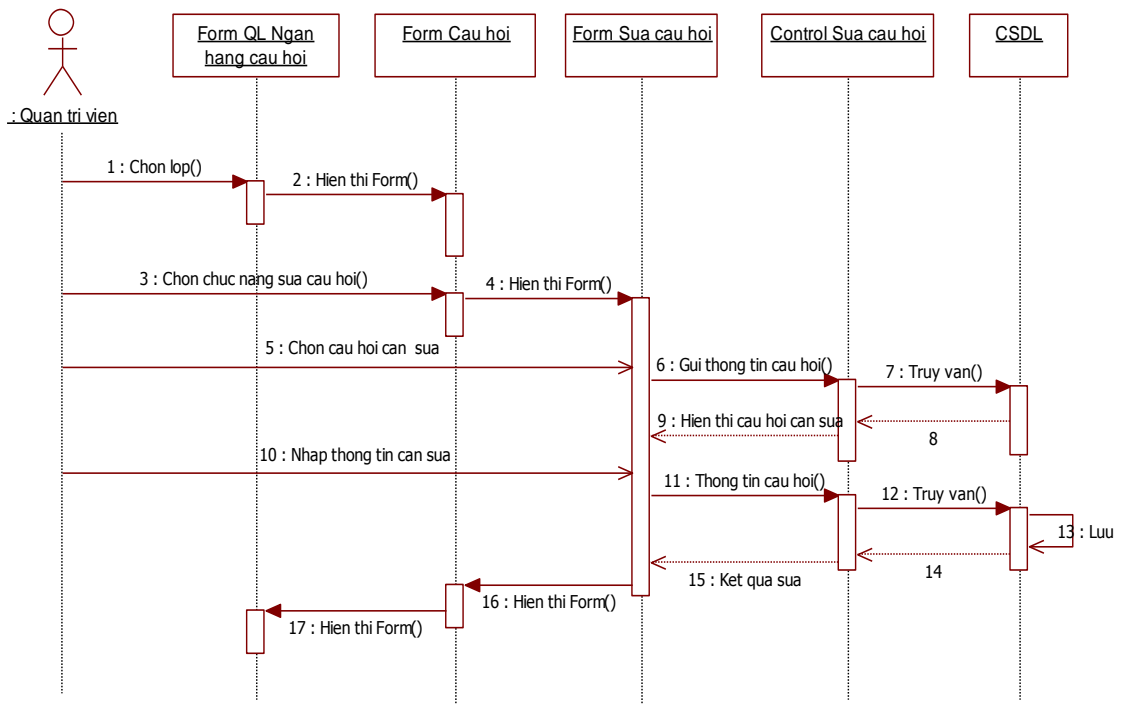 Form QL Ngan
hang cau hoi
Form Cau hoi
Form Sua cau hoi
Control Sua cau hoi
CSDL
: Quan tri vien
1 : Chon lop()
2 : Hien thi Form()
3 : Chon chuc nang sua cau hoi()
4 : Hien thi Form()
5 : Chon cau hoi can sua
6 : Gui thong tin cau hoi()
7 : Truy van()
8
9 : Hien thi cau hoi can sua
10 : Nhap thong tin can sua
11 : Thong tin cau hoi()
12 : Truy van()
13 : Luu
14
15 : Ket qua sua
16 : Hien thi Form()
17 : Hien thi Form()